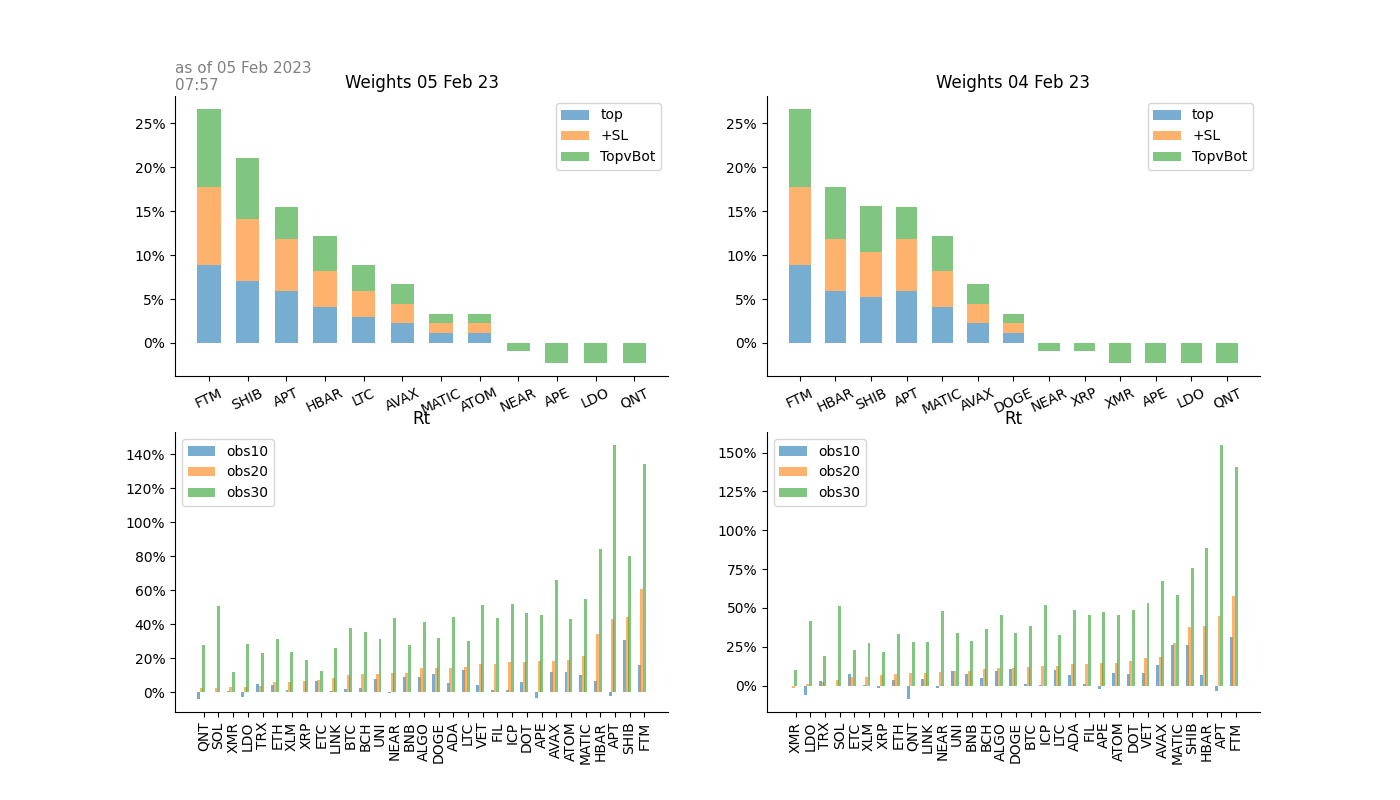 as of 05 Feb 2023
07:57
Weights 05 Feb 23
25%
20%
15%
10%
5%
0%
top
+SL
TopvBot
FTM SHIB APT HBAR LTC AVAX MATIC ATOM NEAR APE LDO QNT
Weights 04 Feb 23
25%
20%
15%
10%
5%
0%
top
+SL
TopvBot
FTM HBAR SHIB APT MATIC AVAX DOGE NEAR XRP XMR APE LDO QNT
Rt
140%
120%
100%
80%
60%
40%
20%
0%
obs10
obs20
obs30
QNT SOL XMR LDO TRX ETH XLM XRP ETC LINK BTC BCH UNI NEAR BNB ALGO DOGE ADA LTC VET FIL ICP DOT APE AVAX ATOM MATIC HBAR APT SHIB FTM
Rt
150%
125%
100%
75%
50%
25%
0%
obs10
obs20
obs30
XMR LDO TRX SOL ETC XLM XRP ETH QNT LINK NEAR UNI BNB BCH ALGO DOGE BTC ICP LTC ADA FIL APE ATOM DOT VET AVAX MATIC SHIB HBAR APT FTM